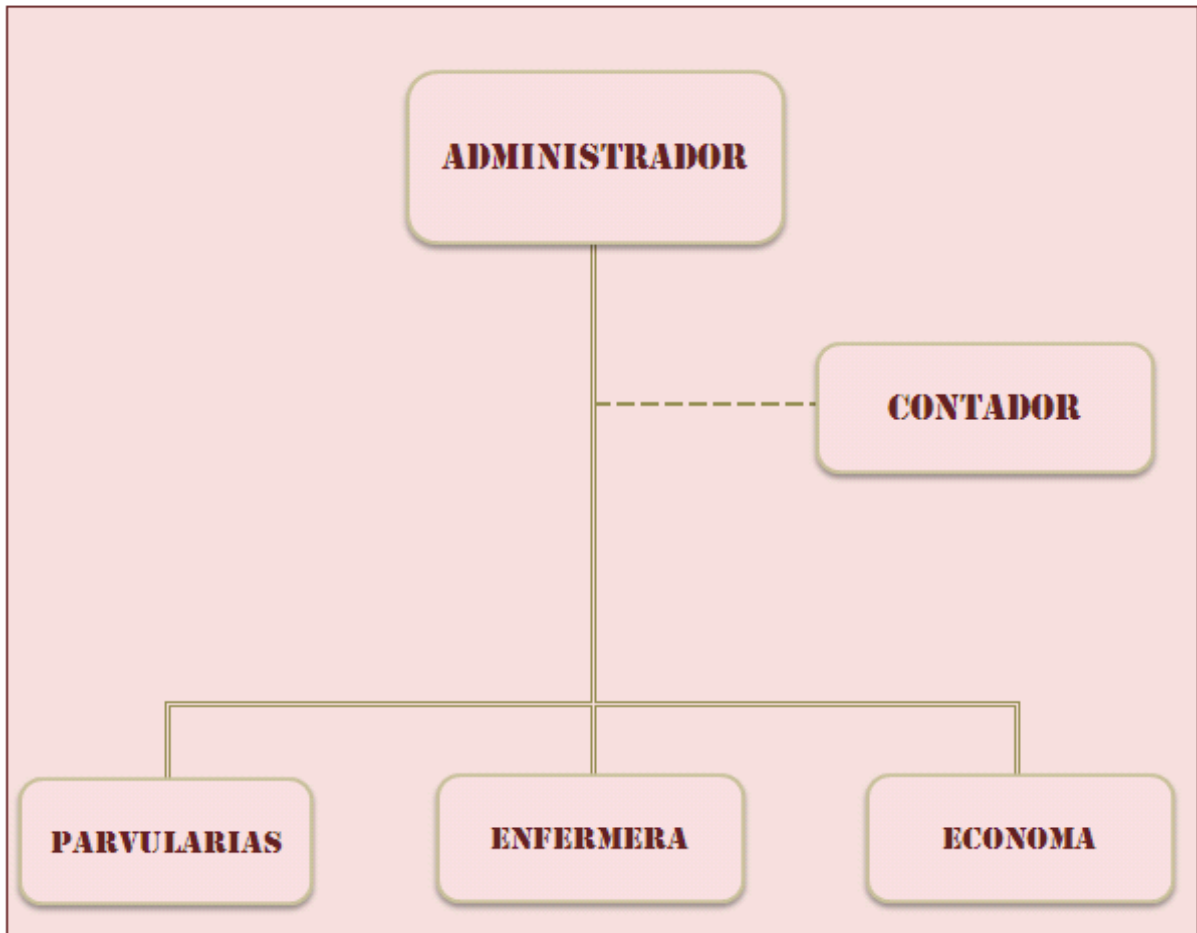 ADMINISTRADOR
CONTADOR
PARVULARIAS
ENFERMERA
ECONOMA